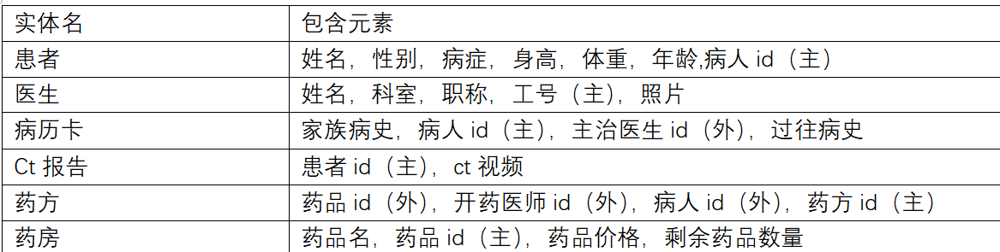 实体名 包含元素
患者 姓名，性别，病症，身高，体重，年龄,病人 id（主）
医生 姓名，科室，职称，工号（主），照片
病历卡 家族病史，病人 id（主），主治医生 id（外），过往病史
Ct 报告 患者 id（主），ct 视频
药方 药品 id（外），开药医师 id（外），病人 id（外），药方 id（主）
药房 药品名，药品 id（主），药品价格，剩余药品数量